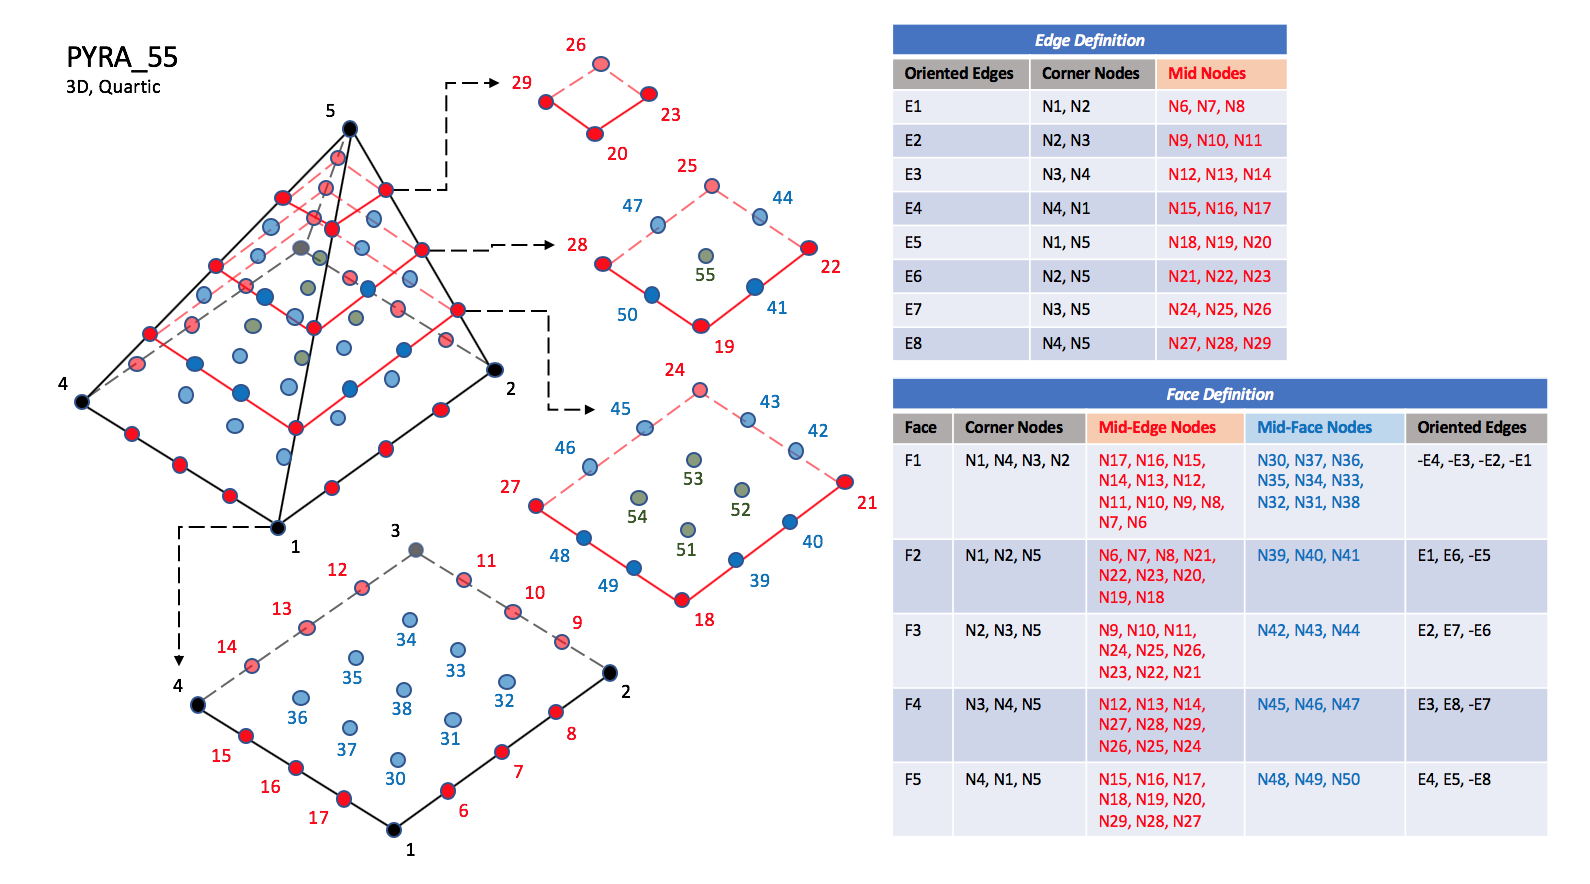 PYRA_55
3D, Quartic
5
4
2
1
26
29
23
20
25
47
44
28
22
55
50
41
19
24
45
43
46
42
53
27
21
54
52
51
48
40
49
39
18
3
12
11
13
10
14
9
34
35
33
4
2
36
38
32
37
31
15
8
30
16
7
17
6
1
Edge Definition
Oriented Edges Corner Nodes Mid Nodes
E1 N1, N2 N6, N7, N8
E2 N2, N3 N9, N10, N11
E3 N3, N4 N12, N13, N14
E4 N4, N1 N15, N16, N17
E5 N1, N5 N18, N19, N20
E6 N2, N5 N21, N22, N23
E7 N3, N5 N24, N25, N26
E8 N4, N5 N27, N28, N29
Face Definition
Face Corner Nodes Mid-Edge Nodes Mid-Face Nodes Oriented Edges
F1 N1, N4, N3, N2 N17, N16, N15, N30, N37, N36, -E4, -E3, -E2, -E1
N14, N13, N12, N35, N34, N33,
N11, N10, N9, N8, N32, N31, N38
N7, N6
F2 N1, N2, N5 N6, N7, N8, N21, N39, N40, N41 E1, E6, -E5
N22, N23, N20,
N19, N18
F3 N2, N3, N5 N9, N10, N11, N42, N43, N44 E2, E7, -E6
N24, N25, N26,
N23, N22, N21
F4 N3, N4, N5 N12, N13, N14, N45, N46, N47 E3, E8, -E7
N27, N28, N29,
N26, N25, N24
F5 N4, N1, N5 N15, N16, N17, N48, N49, N50 E4, E5, -E8
N18, N19, N20,
N29, N28, N27